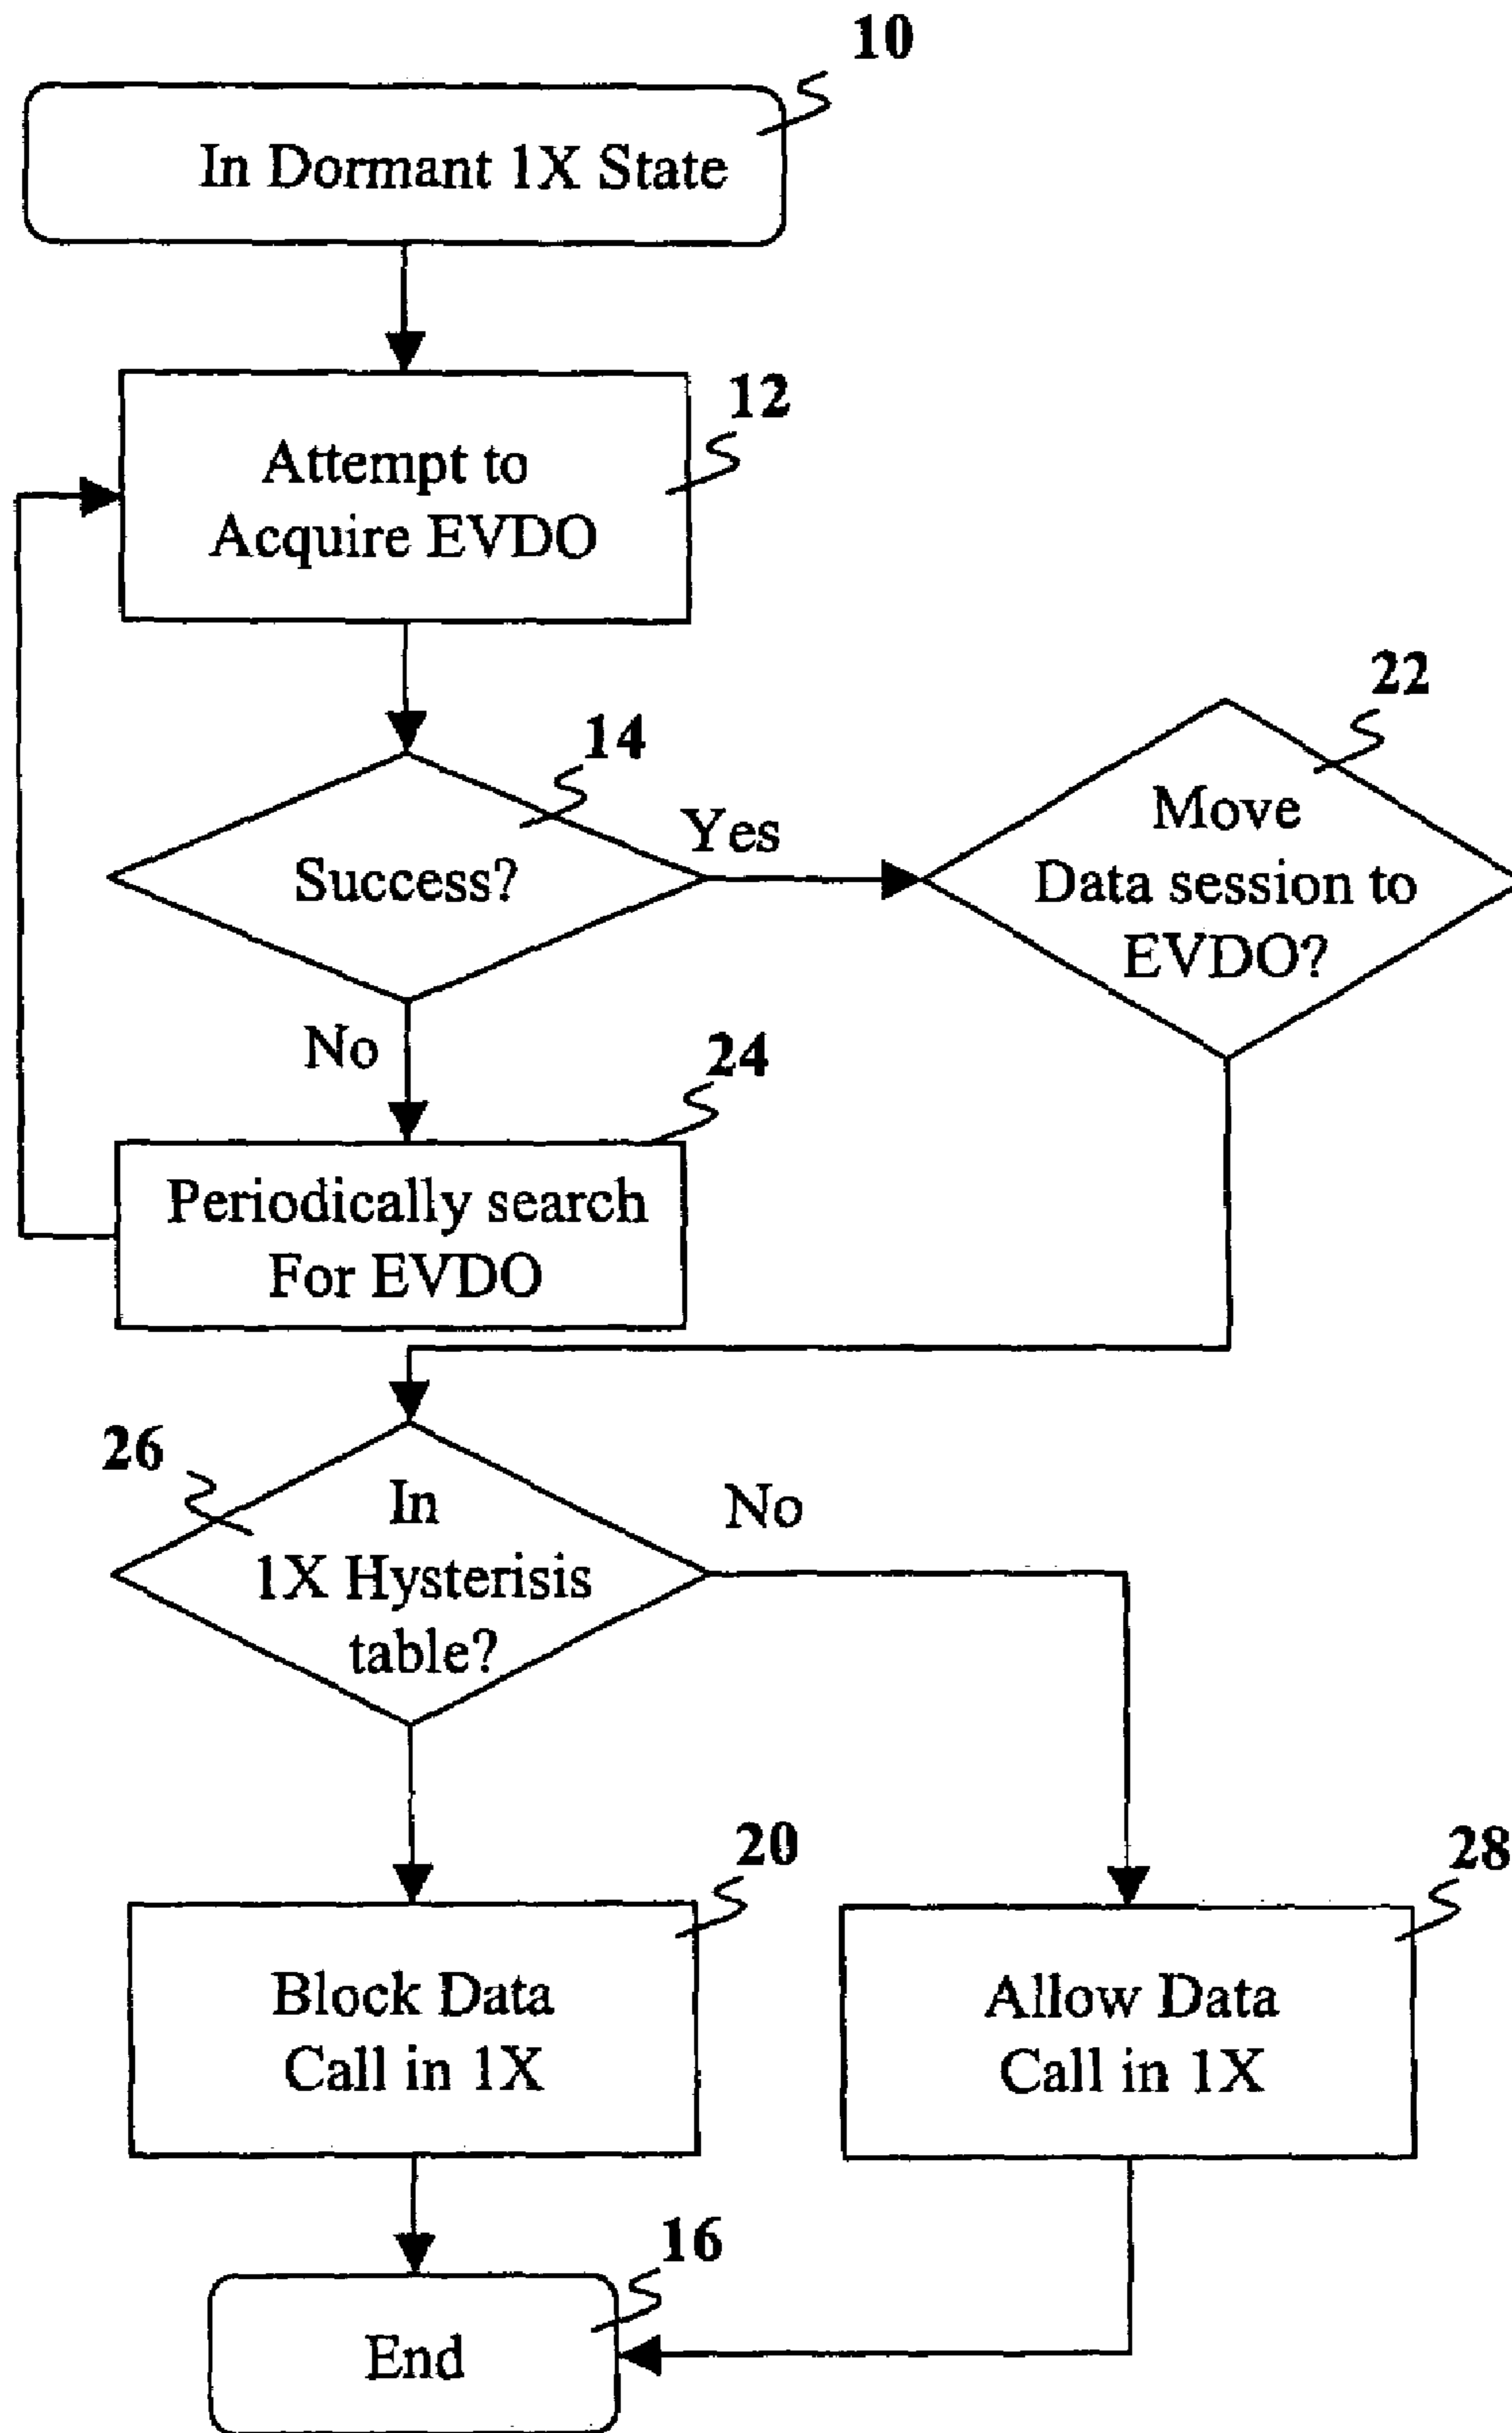 10
In Dormant 1X State
12
Attempt to
Acquire EVDO
14
Success?
Yes
22
Move
Data session to
EVDO?
No
24
Periodically search
For EVDO
26
In
1X Hysterisis
table?
No
20
Block Data
Call in 1X
28
Allow Data
Call in 1X
16
End